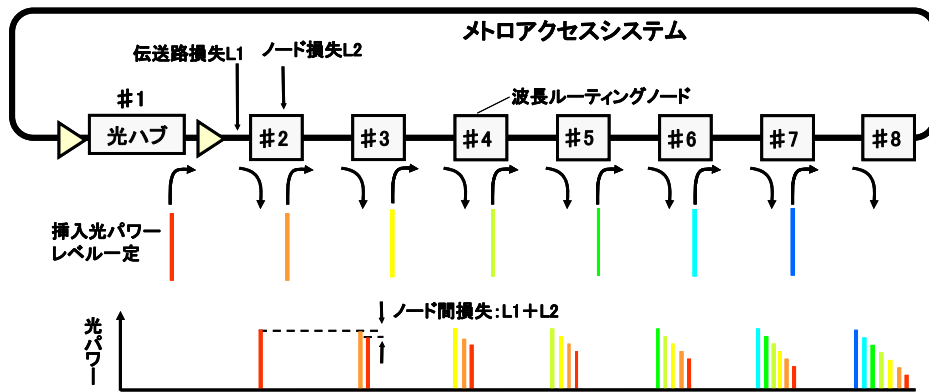 メトロアクセスシステム
伝送路損失L1
ノード損失L2
波長ルーティングノード
#1
光ハブ
#2
#3
#4
#5
#6
#7
#8
挿入光パワー
レベル一定
ノード間損失:L1+L2
光パワー